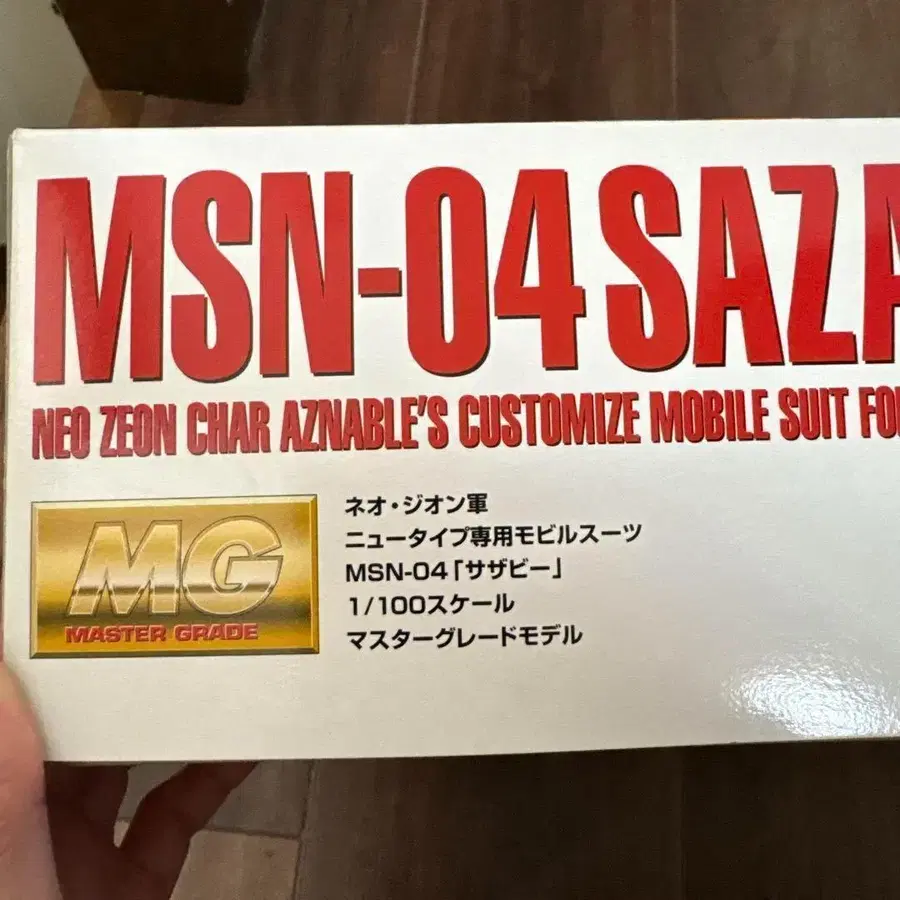 MSN-04 SAZA
NEO ZEON CHAR AZNABLE'S CUSTOMIZE MOBILE SUIT FO
MG
MASTER GRADE
ネオ・ジオン軍
ニュータイプ専用モビルスーツ
MSN-04「サザビー」
1/100スケール
マスターグレードモデル